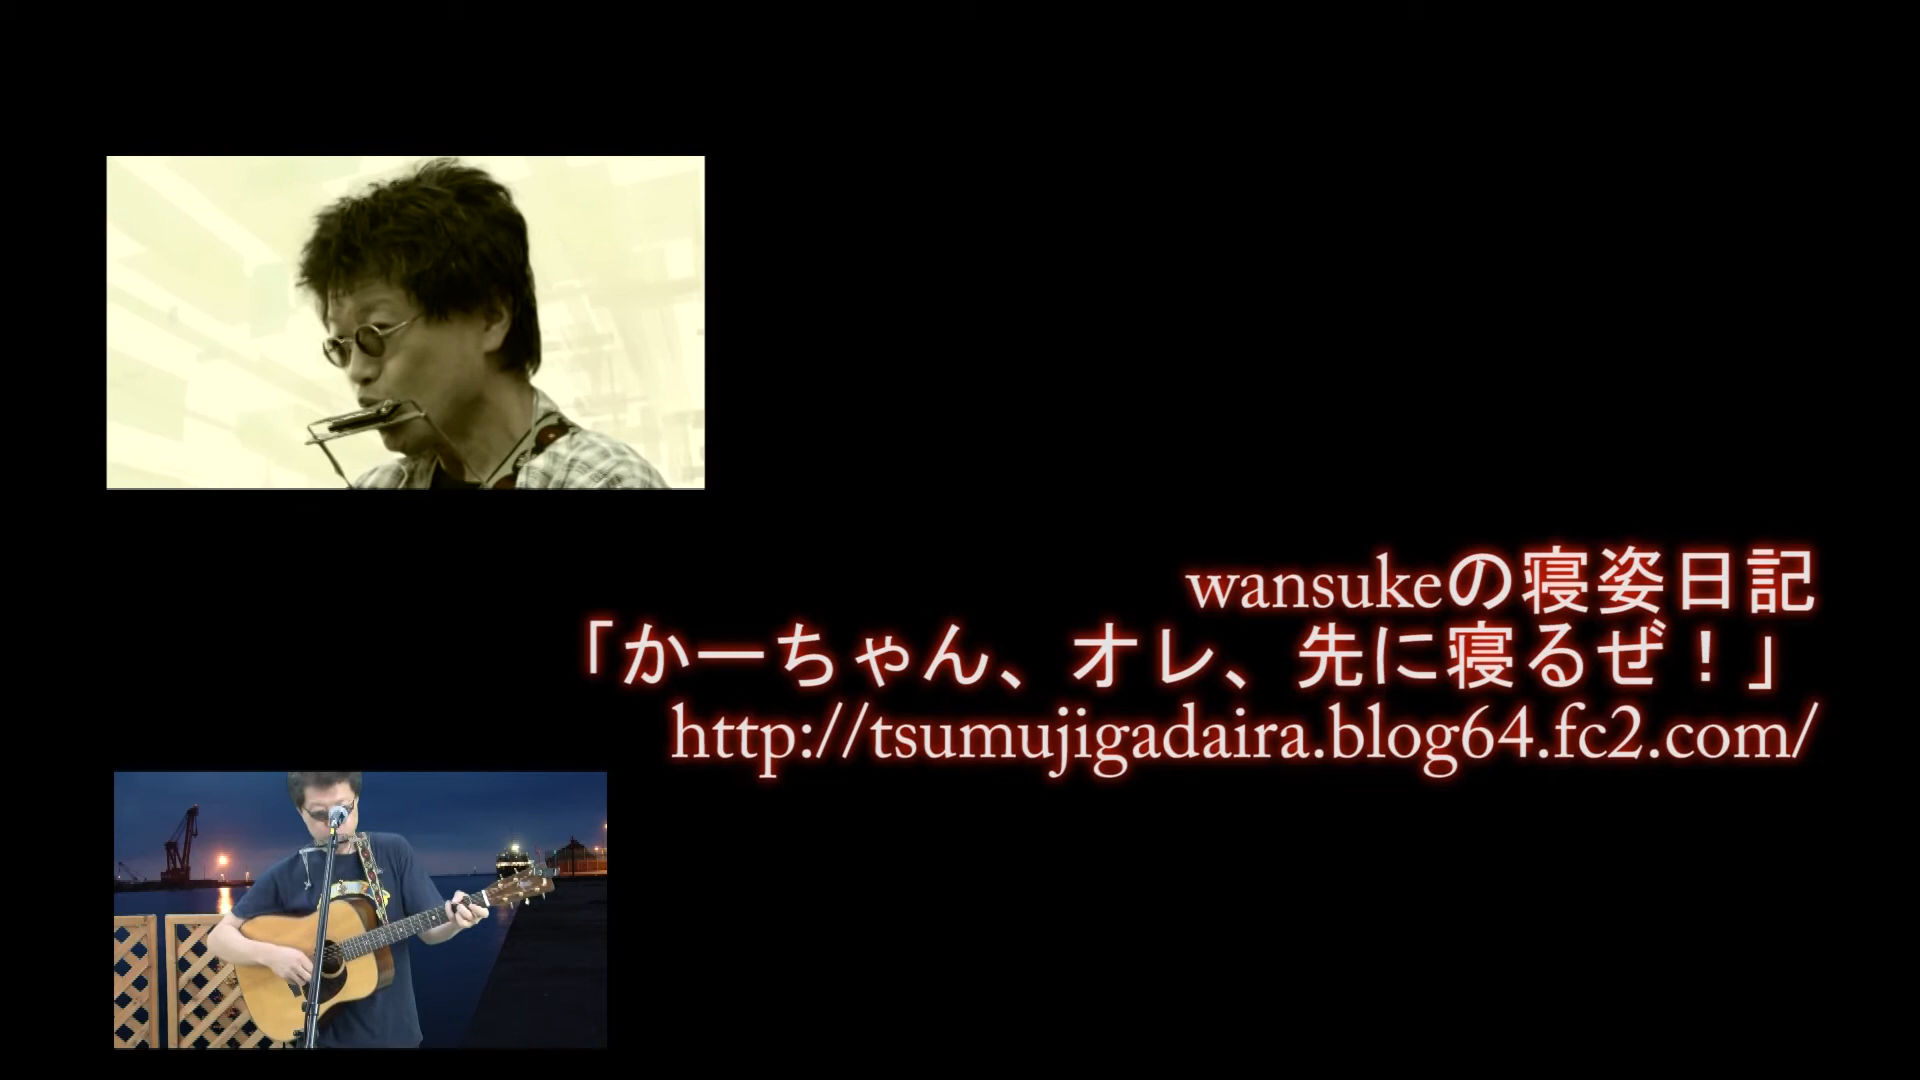 wansukeの寝姿日記
「かーちゃん、オレ、先に寝るぜ！」
http://tsumujigadaira.blog64.fc2.com/